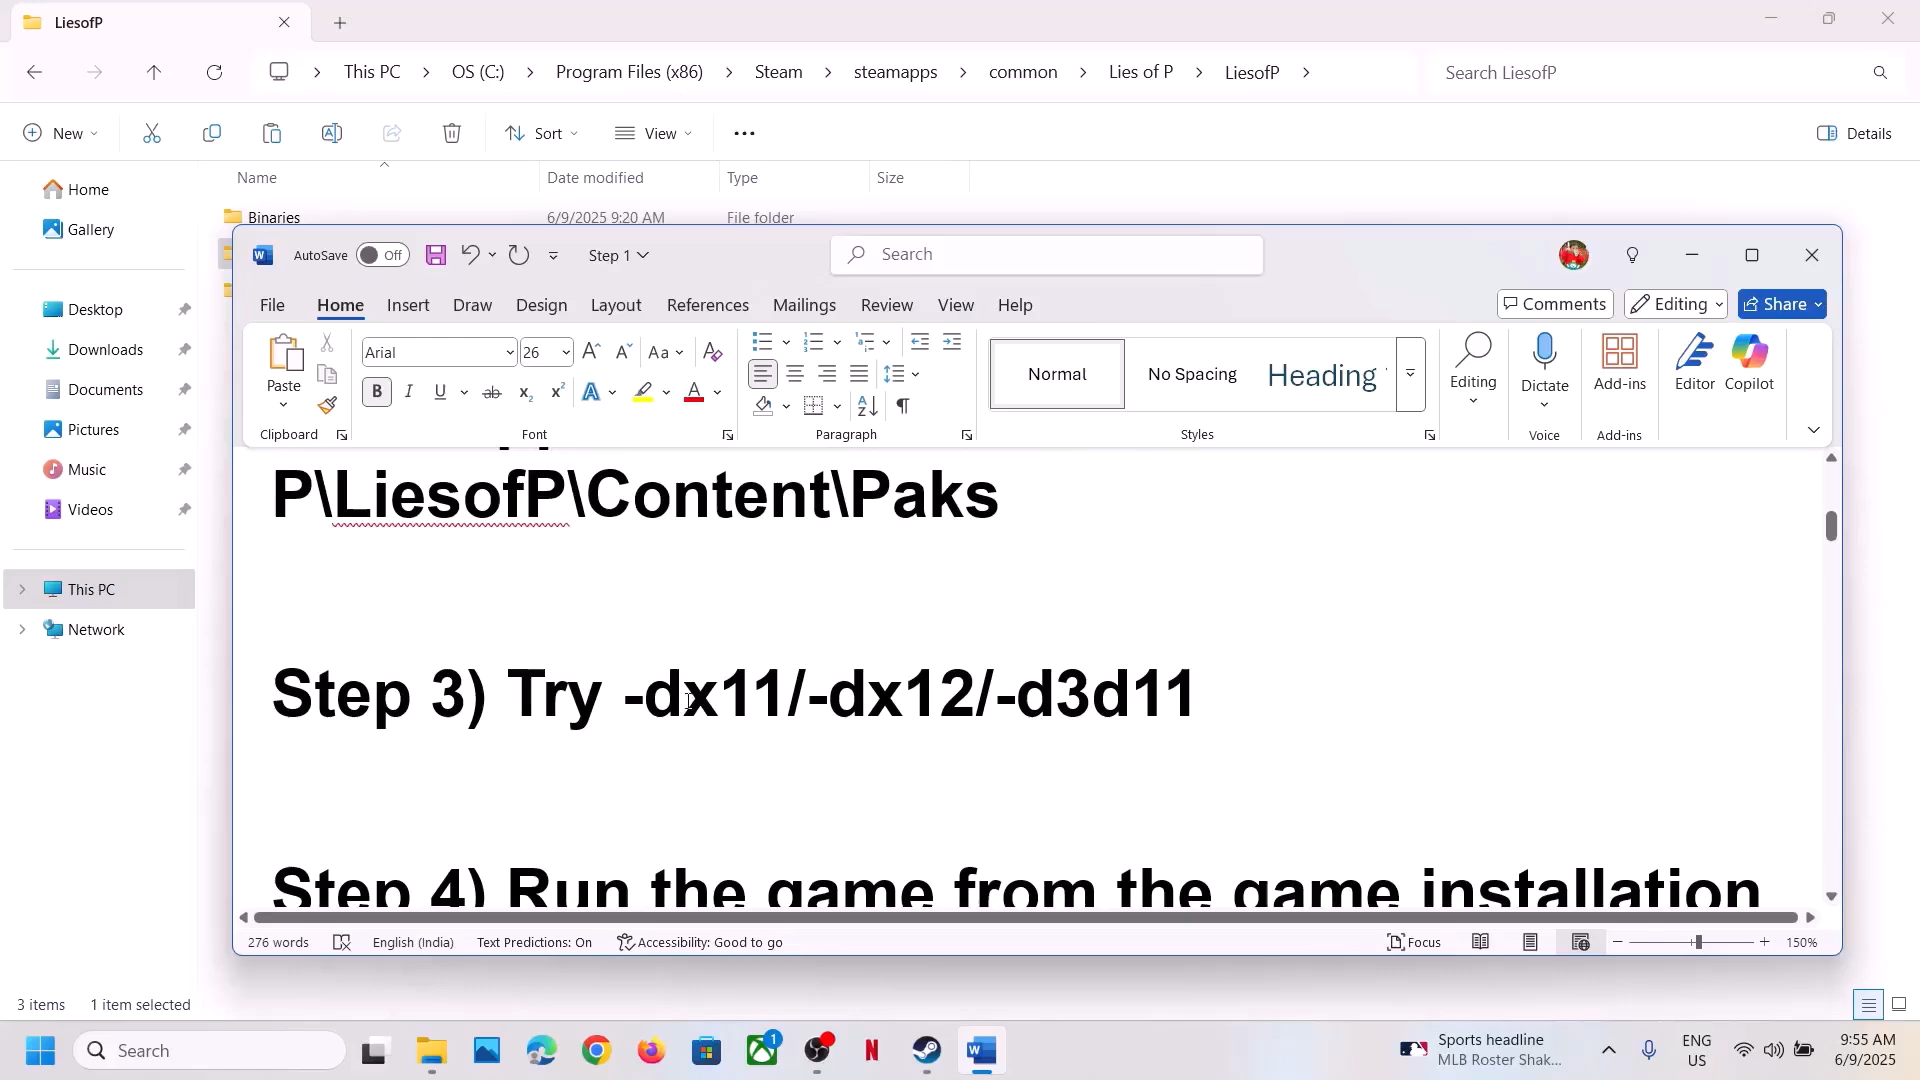 LiesofP
This PC
OS (C:)
Program Files (x86)
Steam
steamapps
common
Lies of P
LiesofP
Search LiesofP
New
Sort
View
Details
Name
Date modified
Type
Size
Home
Gallery
Desktop
Downloads
Documents
Pictures
Music
Videos
This PC
Network
Binaries
6/9/2025 9:20 AM
File folder
AutoSave
Off
Step 1
Search
File
Home
Insert
Draw
Design
Layout
References
Mailings
Review
View
Help
Comments
Editing
Share
Paste
Arial
26
Aa
Clipboard
Font
Paragraph
Normal
No Spacing
Heading
Styles
Editing
Dictate
Add-ins
Editor
Copilot
Voice
Add-ins
P\LiesofP\Content\Paks
Step 3) Try -dx11/-dx12/-d3d11
Step 4) Run the game from the game installation
276 words
English (India)
Text Predictions: On
Accessibility: Good to go
Focus
150%
3 items
1 item selected
Search
1
Sports headline
MLB Roster Shak...
ENG
US
9:55 AM
6/9/2025